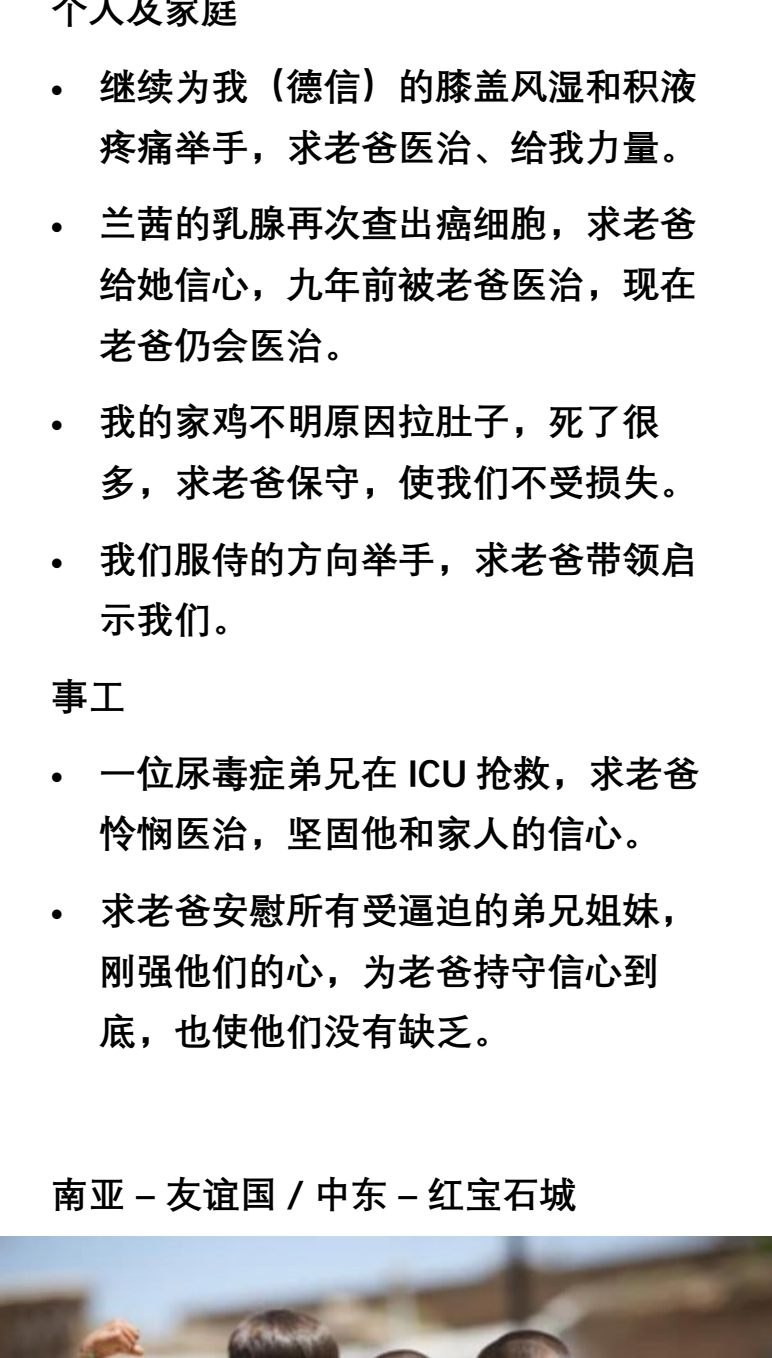 个人及家庭
• 继续为我（德信）的膝盖风湿和积液
疼痛举手，求老爸医治、给我力量。
• 兰茜的乳腺再次查出癌细胞，求老爸
给她信心，九年前被老爸医治，现在
老爸仍会医治。
• 我的家鸡不明原因拉肚子，死了很
多，求老爸保守，使我们不受损失。
• 我们服侍的方向举手，求老爸带领启
示我们。
事工
• 一位尿毒症弟兄在 ICU 抢救，求老爸
怜悯医治，坚固他和家人的信心。
• 求老爸安慰所有受逼迫的弟兄姐妹，
刚强他们的心，为老爸持守信心到
底，也使他们没有缺乏。
南亚 – 友谊国 / 中东 – 红宝石城